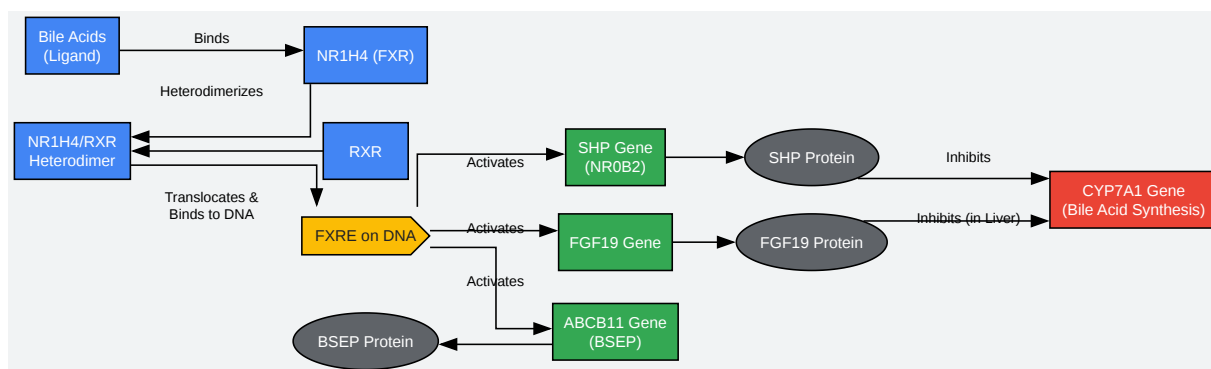 Bile Acids
(Ligand)
Binds
NR1H4 (FXR)
Heterodimerizes
NR1H4/RXR
Heterodimer
RXR
Translocates &
Binds to DNA
FXRE on DNA
Activates
SHP Gene
(NR0B2)
SHP Protein
Inhibits
CYP7A1 Gene
(Bile Acid Synthesis)
Activates
FGF19 Gene
FGF19 Protein
Inhibits (in Liver)
Activates
ABCB11 Gene
(BSEP)
BSEP Protein